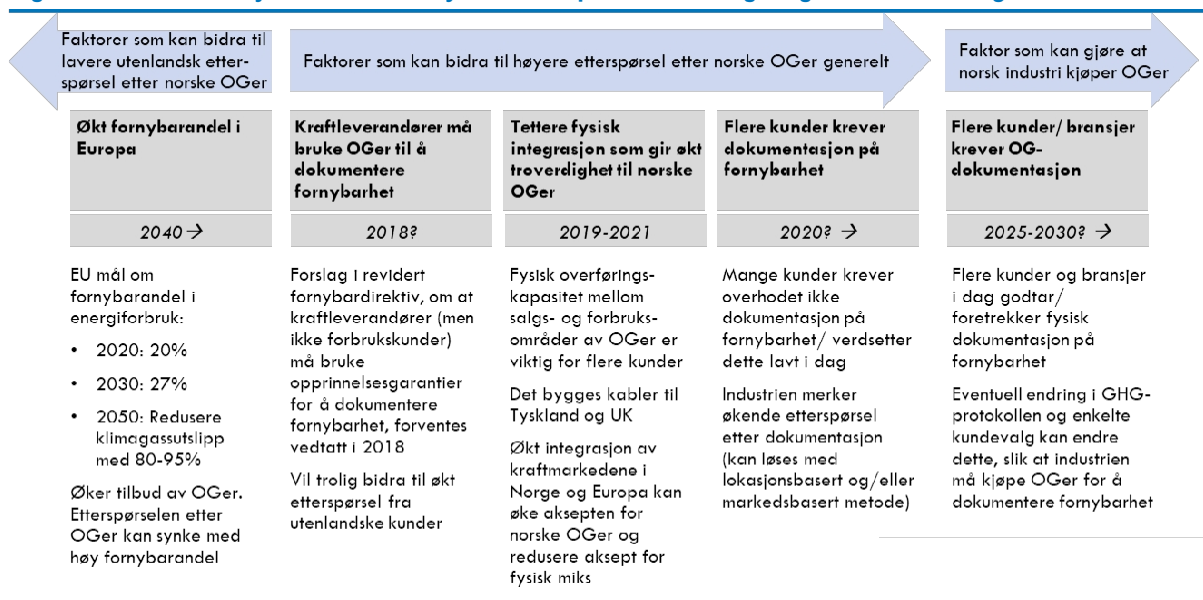 Faktorer som kan bidra til
lavere utenlandsk etter-
spørsel etter norske OGer
Faktorer som kan bidra til høyere etterspørsel etter norske OGer generelt
Faktor som kan gjøre at
norsk industri kjøper OGer
Økt fornybarandel i
Europa
2040 →
EU mål om
fornybarandel i
energiforbruk:
• 2020: 20%
• 2030: 27%
• 2050: Redusere
klimagassutslipp
med 80-95%
Øker tilbud av OGer.
Etterspørselen etter
OGer kan synke med
høy fornybarandel
Kraftleverandører må
bruke OGer til å
dokumentere
fornybarhet
2018?
Forslag i revidert
fornybardirektiv, om at
kraftleverandører (men
ikke forbrukskunder)
må bruke
opprinnelsesgarantier
for å dokumentere
fornybarhet, forventes
vedtatt i 2018
Vil trolig bidra til økt
etterspørsel fra
utenlandske kunder
Tettere fysisk
integrasjon som gir økt
troverdighet til norske
OGer
2019-2021
Fysisk overførings-
kapasitet mellom
salgs- og forbruks-
områder av OGer er
viktig for flere kunder
Det bygges kabler til
Tyskland og UK
Økt integrasjon av
kraftmarkedene i
Norge og Europa kan
øke aksepten for
norske OGer og
redusere aksept for
fysisk miks
Flere kunder krever
dokumentasjon på
fornybarhet
2020? →
Mange kunder krever
overhodet ikke
dokumentasjon på
fornybarhet/ verdsetter
dette lavt i dag
Industrien merker
økende etterspørsel
etter dokumentasjon
(kan løses med
lokasjonsbasert og/eller
markedsbasert metode)
Flere kunder/ bransjer
krever OG-
dokumentasjon
2025-2030? →
Flere kunder og bransjer
i dag godtar/
foretrekker fysisk
dokumentasjon på
fornybarhet
Eventuell endring i GHG-
protokollen og enkelte
kundevalg kan endre
dette, slik at industrien
må kjøpe OGer for å
dokumentere fornybarhet